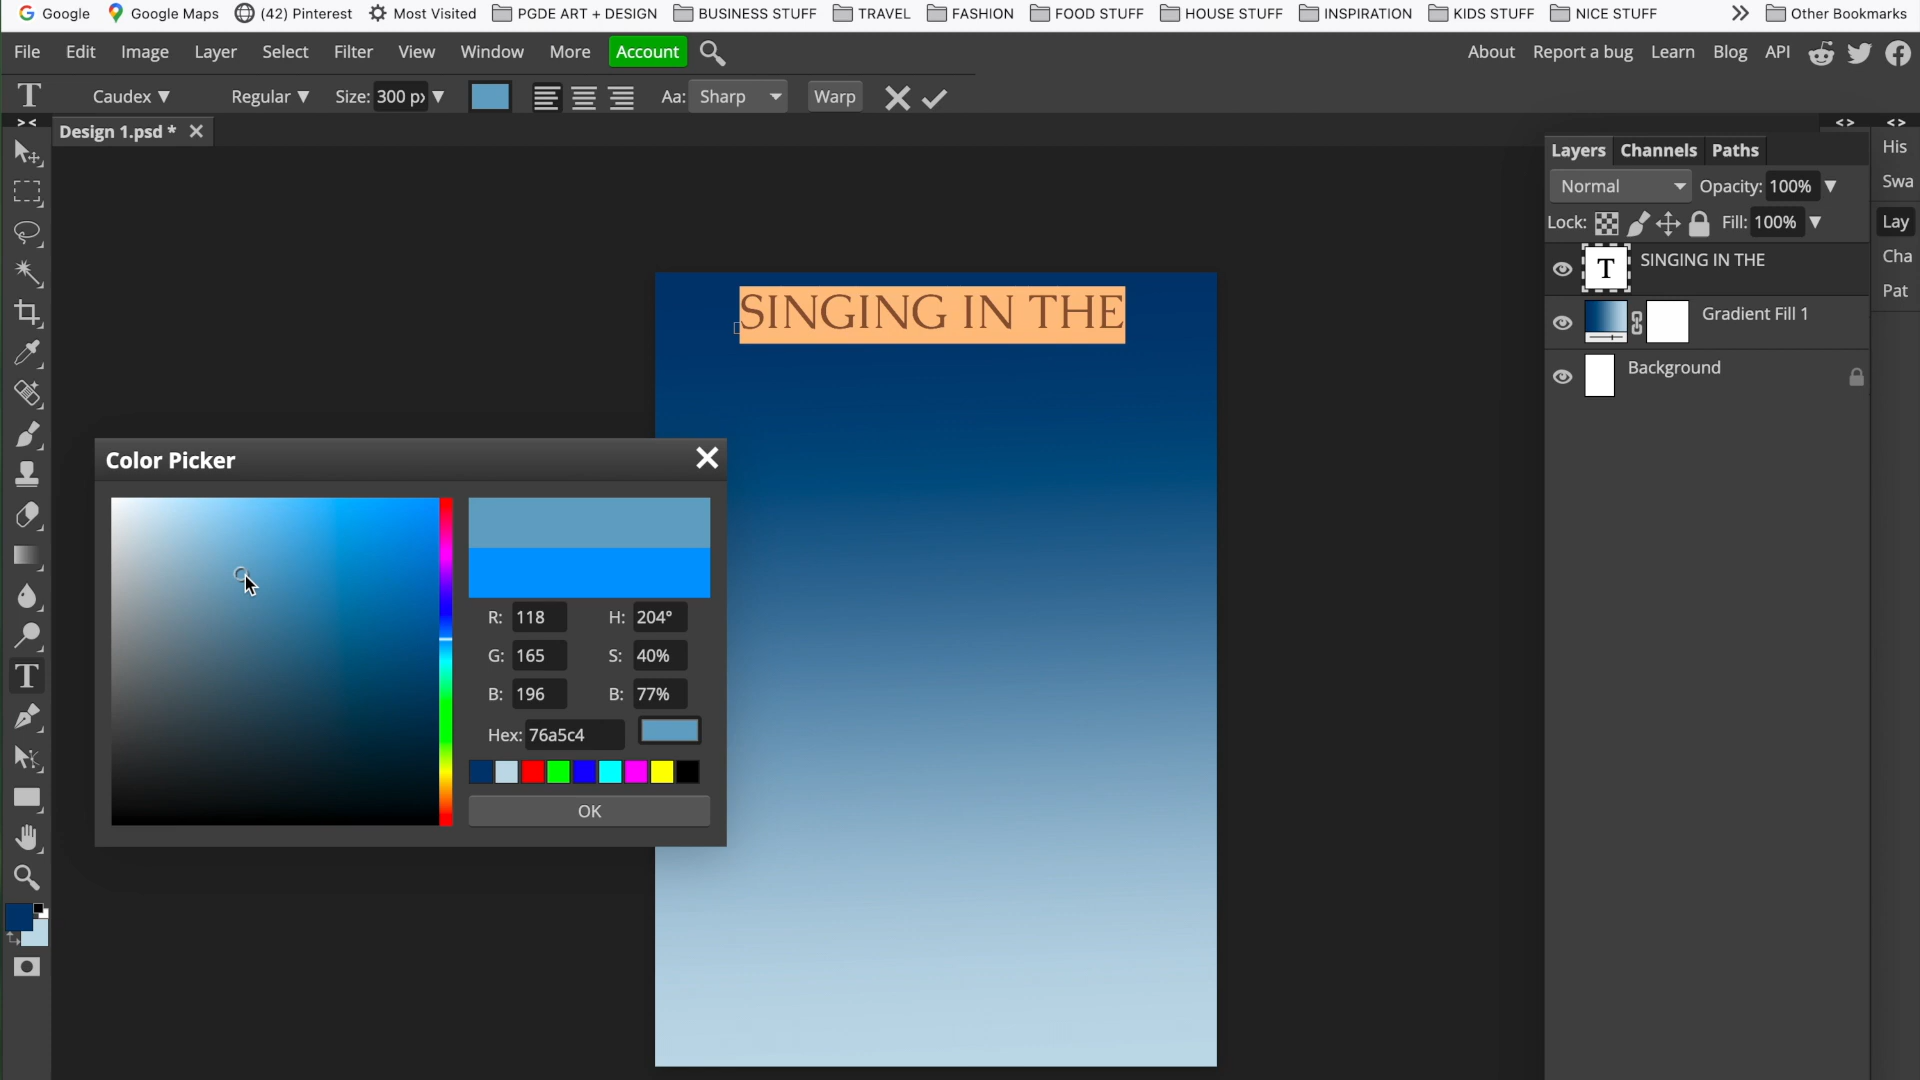 Google Google Maps (42) Pinterest Most Visited PGDE ART + DESIGN BUSINESS STUFF TRAVEL FASHION FOOD STUFF HOUSE STUFF INSPIRATION KIDS STUFF NICE STUFF Other Bookmarks
File Edit Image Layer Select Filter View Window More Account About Report a bug Learn Blog API
T Caudex Regular Size: 300 px Aa: Sharp Warp
Design 1.psd *
Layers Channels Paths
His
Swa
Lay
Cha
Pat
Normal Opacity: 100%
Lock: Fill: 100%
T SINGING IN THE
Gradient Fill 1
Background
SINGING IN THE
Color Picker
R: 118 H: 204°
G: 165 S: 40%
B: 196 B: 77%
Hex: 76a5c4
OK
T